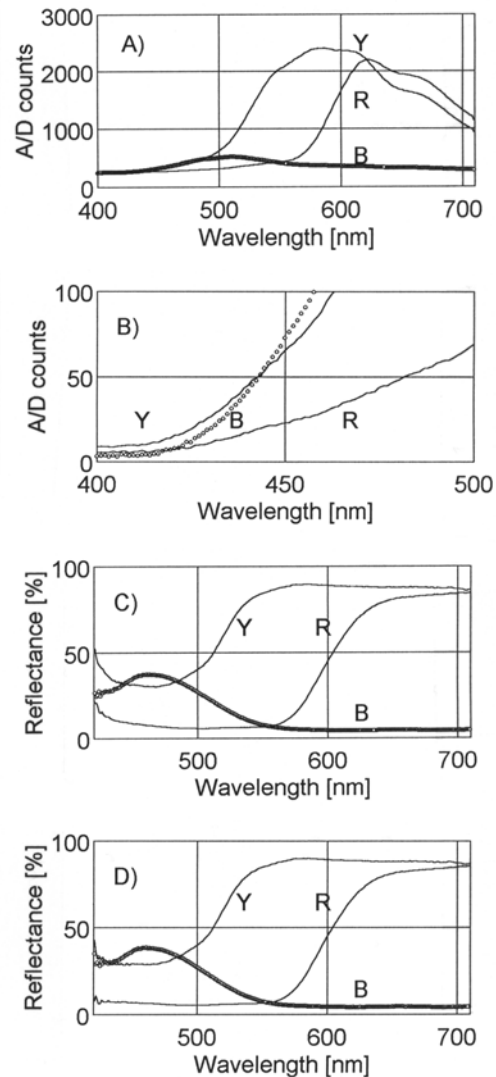 3000
A)
Y
2000
A/D counts
R
1000
B
0
400 500 600 700
Wavelength [nm]
100
B)
A/D counts
50
Y B R
0
400 450 500
Wavelength [nm]
100
C)
Reflectance [%]
Y R
50
B
0
500 600 700
Wavelength [nm]
100
D)
Reflectance [%]
Y R
50
B
0
500 600 700
Wavelength [nm]